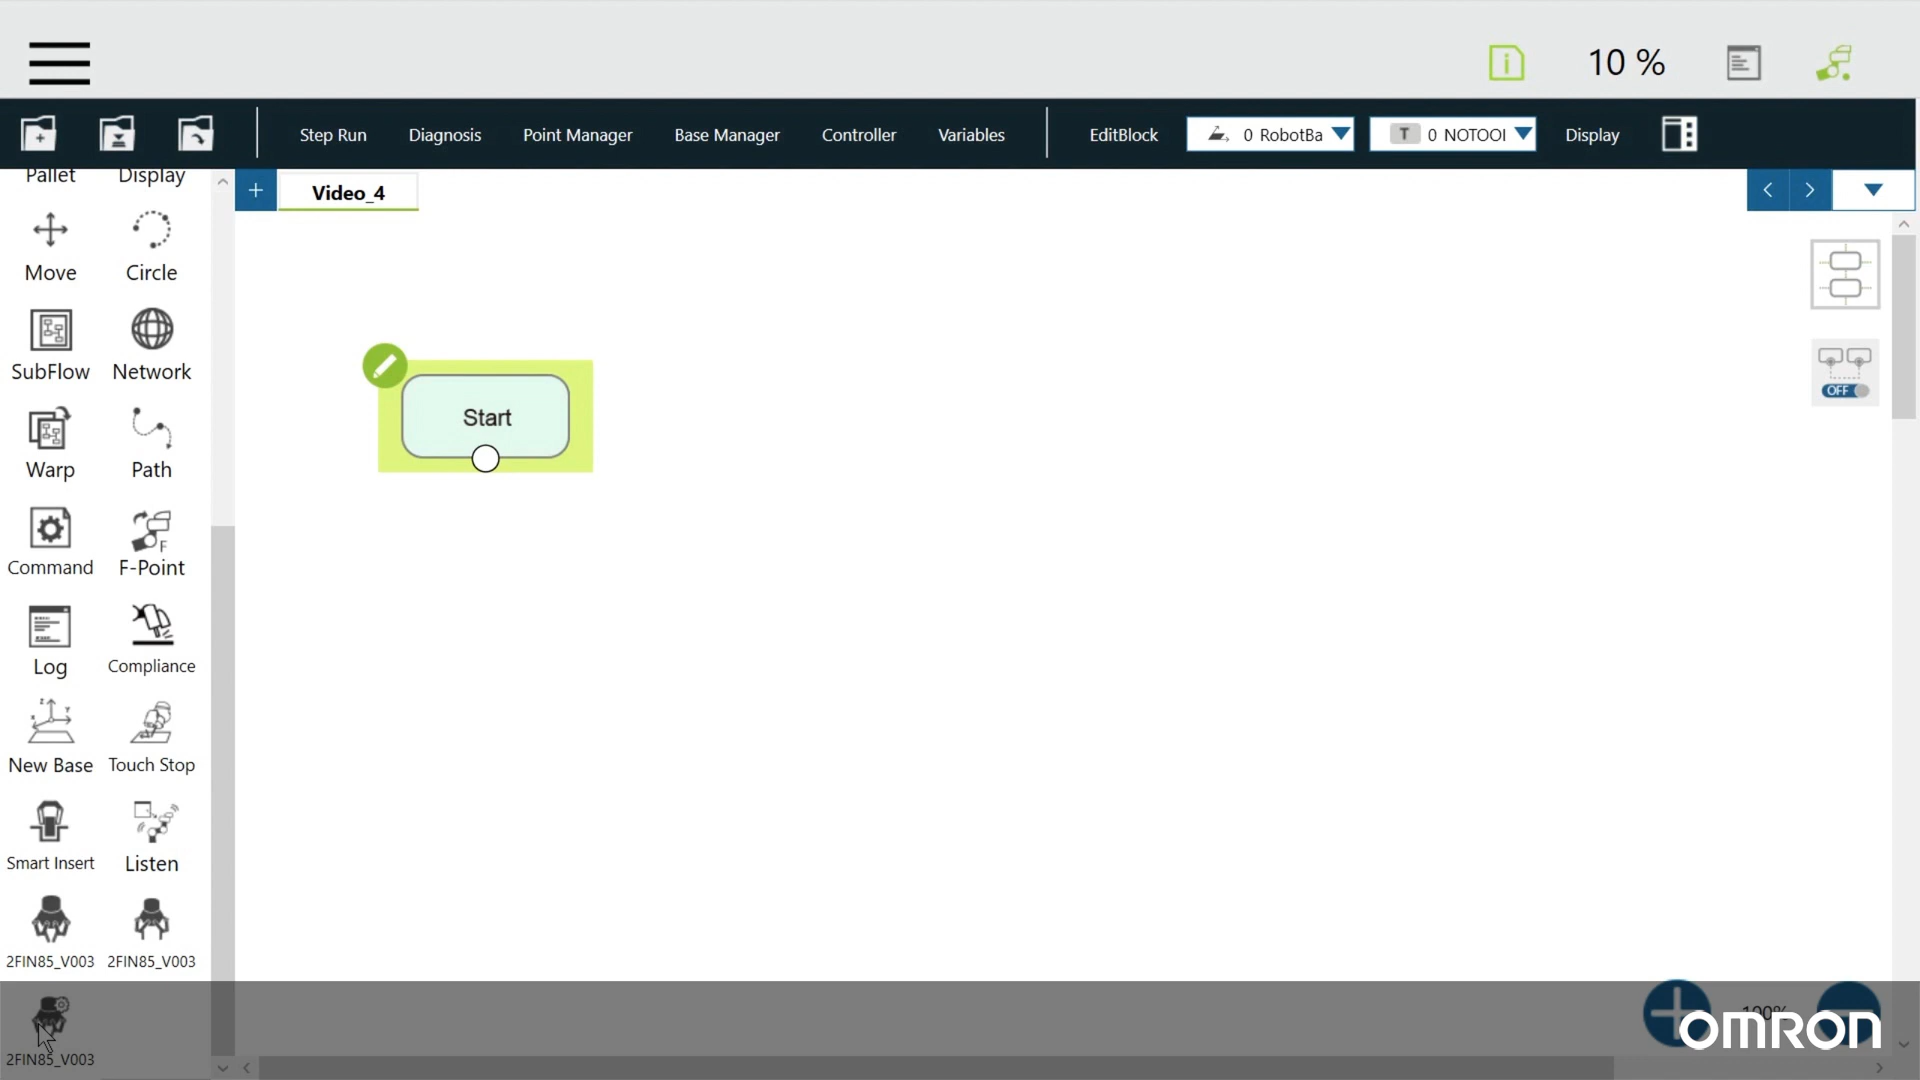 10 %
Step Run Diagnosis Point Manager Base Manager Controller Variables EditBlock 0 RobotBa T 0 NOTOOl Display
Pallet Display
Video_4
Move Circle
SubFlow Network
OFF
Start
Warp Path
F
Command F-Point
Log Compliance
New Base Touch Stop
Smart Insert Listen
2FIN85_V003 2FIN85_V003
100%
OMRON
2FIN85_V003